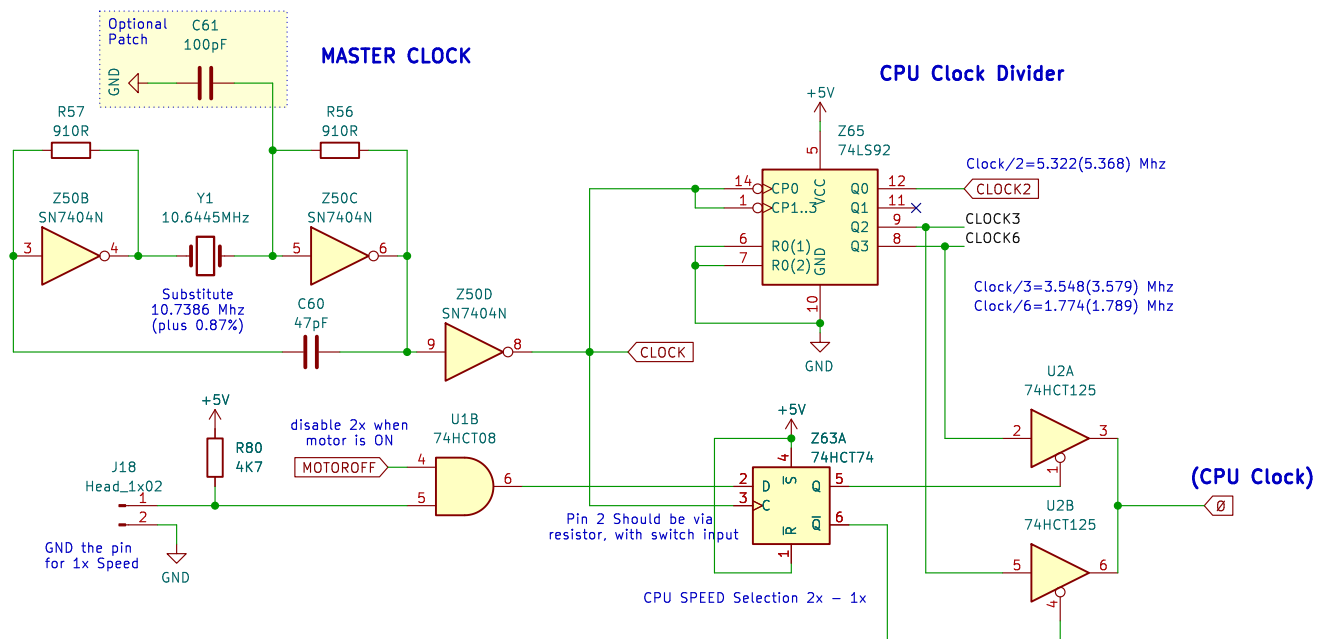 Optional
Patch
C61
100pF
GND
MASTER CLOCK
R57
910R
R56
910R
Z50B
SN7404N
3
4
Y1
10.6445MHz
Z50C
SN7404N
5
6
Substitute
10.7386 Mhz
(plus 0.87%)
C60
47pF
Z50D
SN7404N
9
8
CLOCK
CPU Clock Divider
+5V
Z65
74LS92
5
VCC
14
CP0
1
CP1..3
6
R0(1)
7
R0(2)
GND
10
GND
Q0
12
Q1
11
Q2
9
Q3
8
Clock/2=5.322(5.368) Mhz
CLOCK2
CLOCK3
CLOCK6
Clock/3=3.548(3.579) Mhz
Clock/6=1.774(1.789) Mhz
+5V
R80
4K7
J18
Head_1x02
1
2
GND the pin
for 1x Speed
GND
disable 2x when
motor is ON
MOTOROFF
U1B
74HCT08
4
5
6
+5V
Z63A
74HCT74
4
2
D
S
Q
5
3
C
R
Q
6
1
Pin 2 Should be via
resistor, with switch input
CPU SPEED Selection 2x - 1x
U2A
74HCT125
2
3
1
U2B
74HCT125
5
6
4
(CPU Clock)
Ø